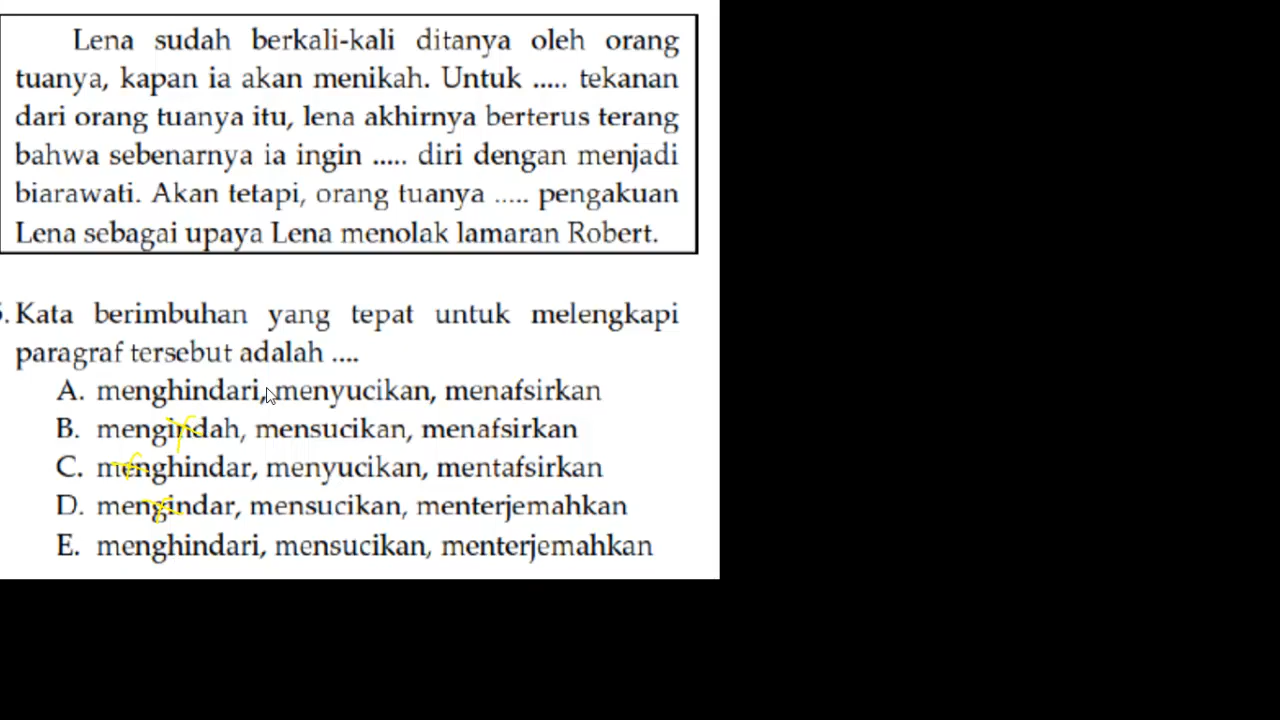 Lena sudah berkali-kali ditanya oleh orang
tuanya, kapan ia akan menikah. Untuk ..... tekanan
dari orang tuanya itu, lena akhirnya berterus terang
bahwa sebenarnya ia ingin ..... diri dengan menjadi
biarawati. Akan tetapi, orang tuanya ..... pengakuan
Lena sebagai upaya Lena menolak lamaran Robert.
. Kata berimbuhan yang tepat untuk melengkapi
paragraf tersebut adalah ....
A. menghindari, menyucikan, menafsirkan
B. mengindah, mensucikan, menafsirkan
C. menghindar, menyucikan, mentafsirkan
D. mengindar, mensucikan, menterjemahkan
E. menghindari, mensucikan, menterjemahkan